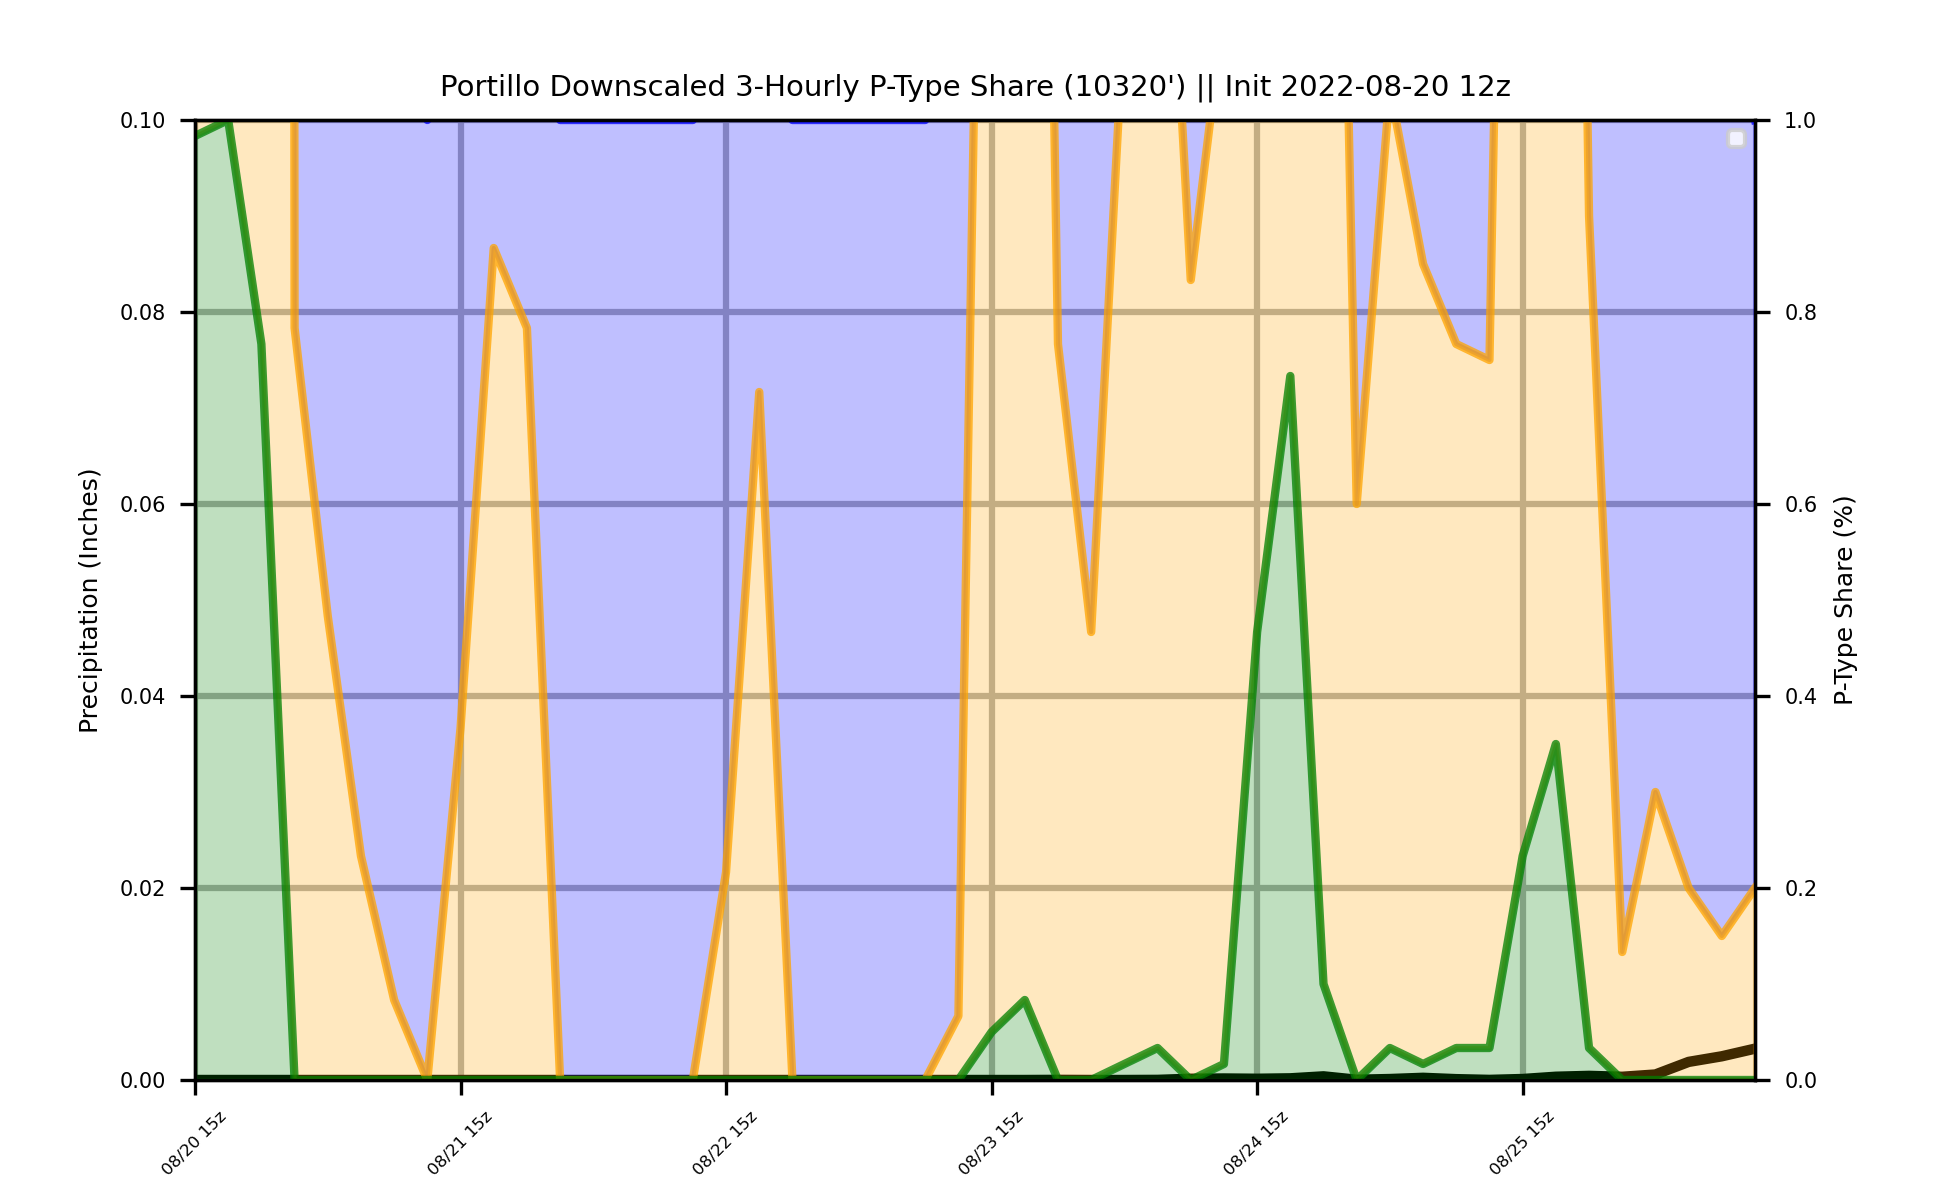 Portillo Downscaled 3-Hourly P-Type Share (10320') || Init 2022-08-20 12z
0.10
0.08
0.06
0.04
0.02
0.00
Precipitation (Inches)
1.0
0.8
0.6
0.4
0.2
0.0
P-Type Share (%)
08/20 15z
08/21 15z
08/22 15z
08/23 15z
08/24 15z
08/25 15z